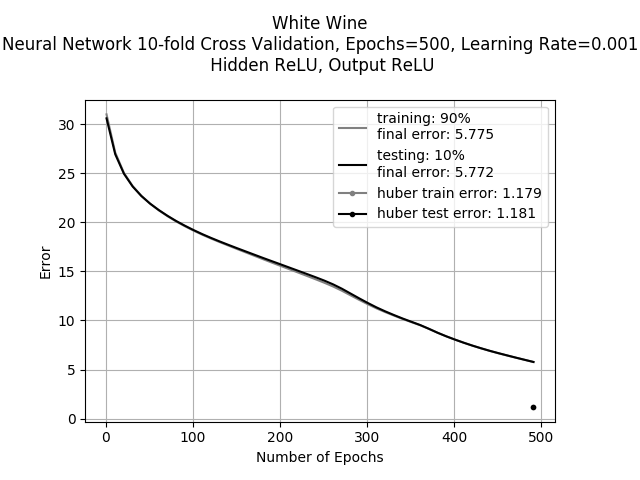 White Wine
Neural Network 10-fold Cross Validation, Epochs=500, Learning Rate=0.001
Hidden ReLU, Output ReLU
training: 90%
final error: 5.775
testing: 10%
final error: 5.772
huber train error: 1.179
huber test error: 1.181
Error
30
25
20
15
10
5
0
0 100 200 300 400 500
Number of Epochs